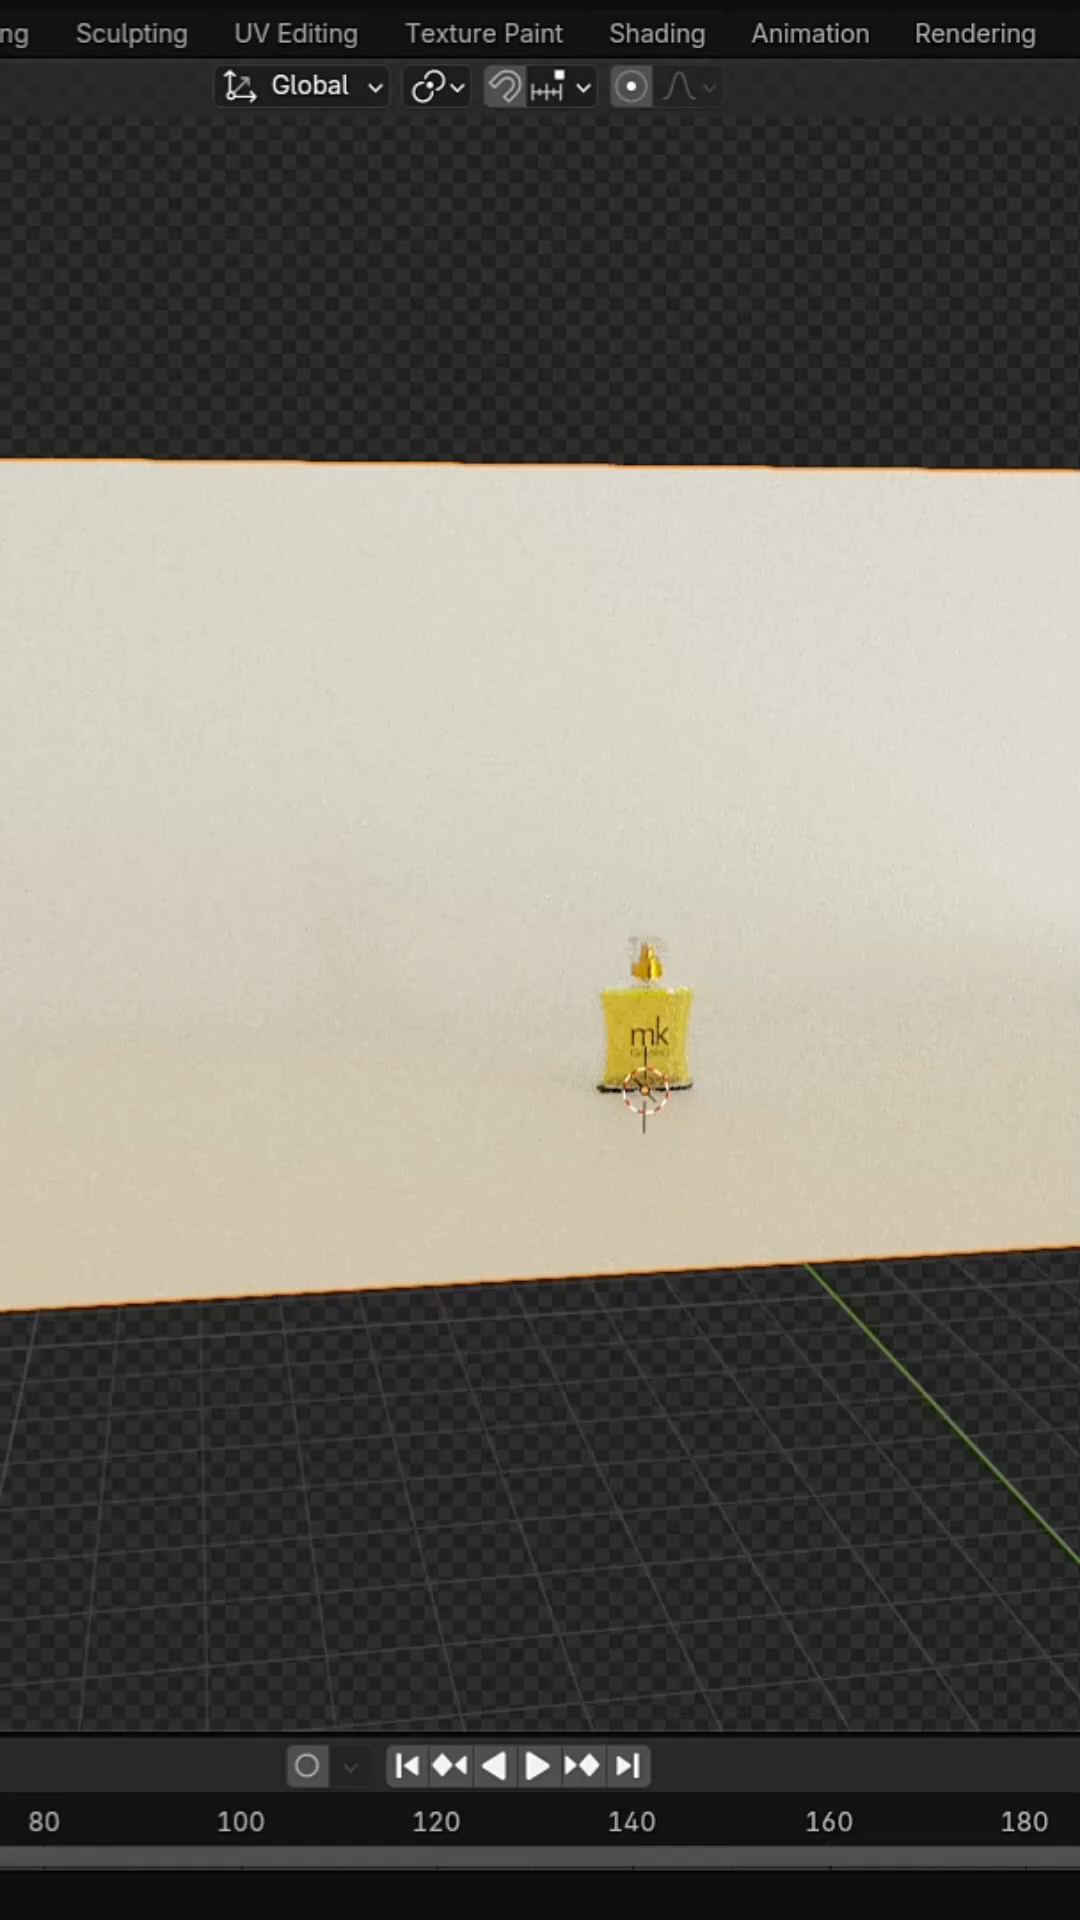 ng Sculpting UV Editing Texture Paint Shading Animation Rendering
Global
mk
80 100 120 140 160 180